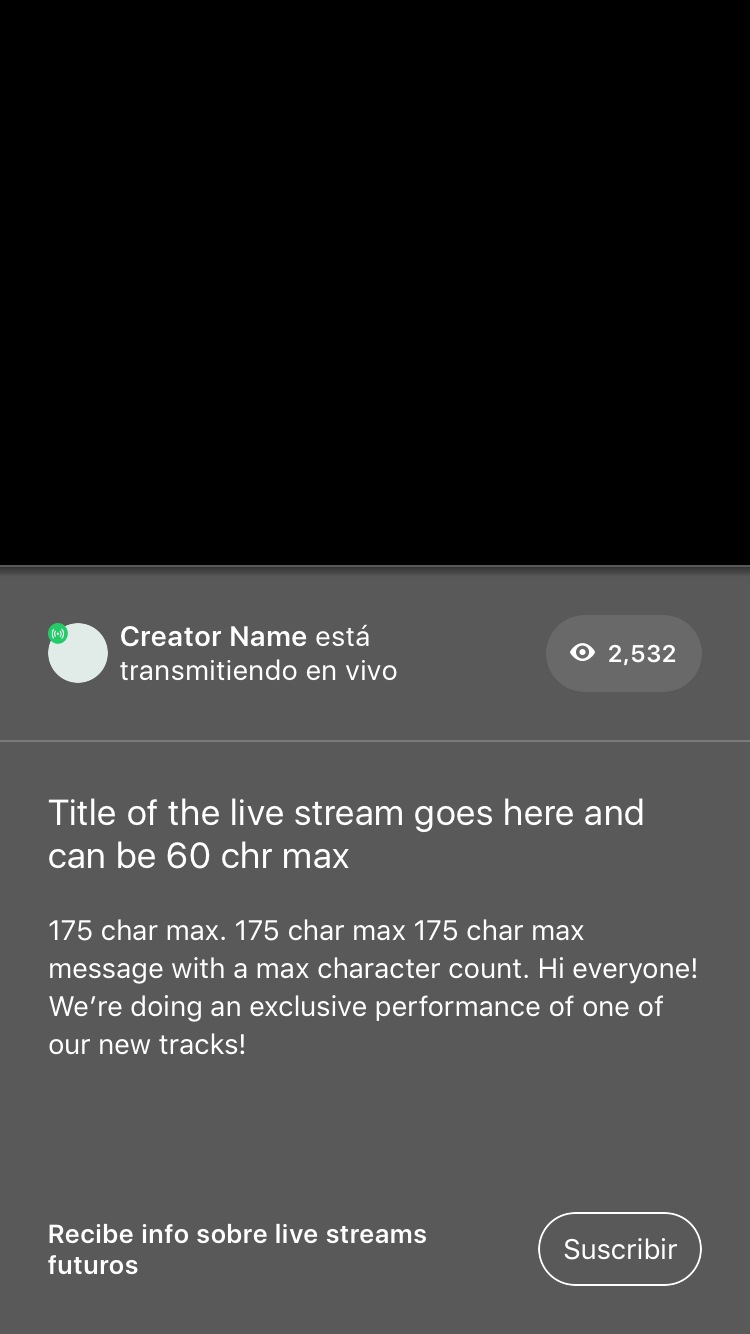 Creator Name está
transmitiendo en vivo
2,532
Title of the live stream goes here and
can be 60 chr max
175 char max. 175 char max 175 char max
message with a max character count. Hi everyone!
We’re doing an exclusive performance of one of
our new tracks!
Recibe info sobre live streams
futuros
Suscribir